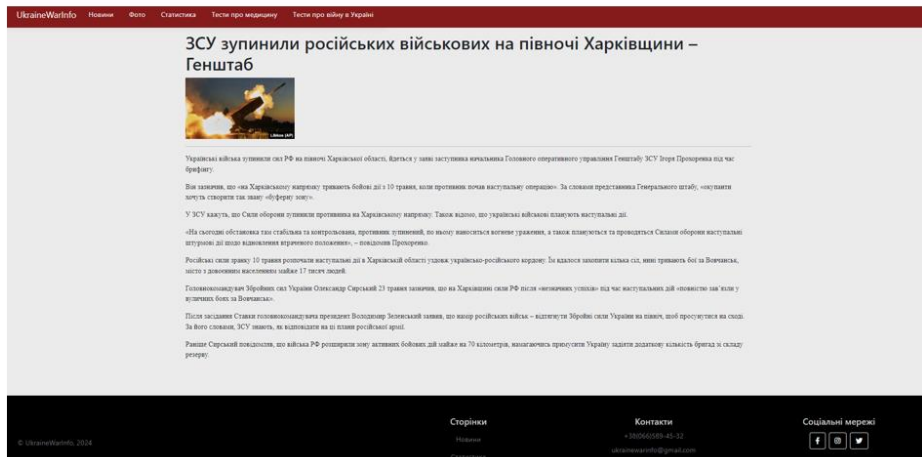 UkraineWarInfo Новини Фото Статистика Тести про медицину Тести про війну в Україні
ЗСУ зупинили російських військових на півночі Харківщини –
Генштаб
Libkos (AP)
Українські війська зупинили сил РФ на півночі Харківської області, йдеться у заяві заступника начальника Головного оперативного управління Генштабу ЗСУ Ігоря Прохоренка під час
брифінгу.
Він зазначив, що «на Харківському напрямку тривають бойові дії з 10 травня, коли противник почав наступальну операцію». За словами представника Генерального штабу, «окупанти
хочуть створити так звану «буферну зону».
У ЗСУ кажуть, що Сили оборони зупинили противника на Харківському напрямку. Також відомо, що українські військові планують наступальні дії.
«На сьогодні обстановка там стабільна та контрольована, противник зупинений, по ньому наноситься вогневе ураження, а також плануються та проводяться Силами оборони наступальні
штурмові дії щодо відновлення втраченого положення», – повідомив Прохоренко.
Російські сили зранку 10 травня розпочали наступальні дії в Харківській області уздовж українсько-російського кордону. Їм вдалося захопити кілька сіл, нині тривають бої за Вовчанськ,
місто з довоєнним населенням майже 17 тисяч людей.
Головнокомандувач Збройних сил України Олександр Сирський 23 травня зазначив, що на Харківщині сили РФ після «незначних успіхів» під час наступальних дій «повністю зав'язли у
вуличних боях за Вовчанськ».
Після засідання Ставки головнокомандувача президент Володимир Зеленський заявив, що намір російських військ – відтягнути Збройні сили України на північ, щоб просунутися на сході.
За його словами, ЗСУ знають, як відповідати на ці плани російської армії.
Раніше Сирський повідомляв, що війська РФ розширили зону активних бойових дій майже на 70 кілометрів, намагаючись примусити Україну задіяти додаткову кількість бригад зі складу
резерву.
Сторінки Контакти Соціальні мережі
© UkraineWarInfo, 2024 Новини +38(066)589-45-32
ukrainewarinfo@gmail.com